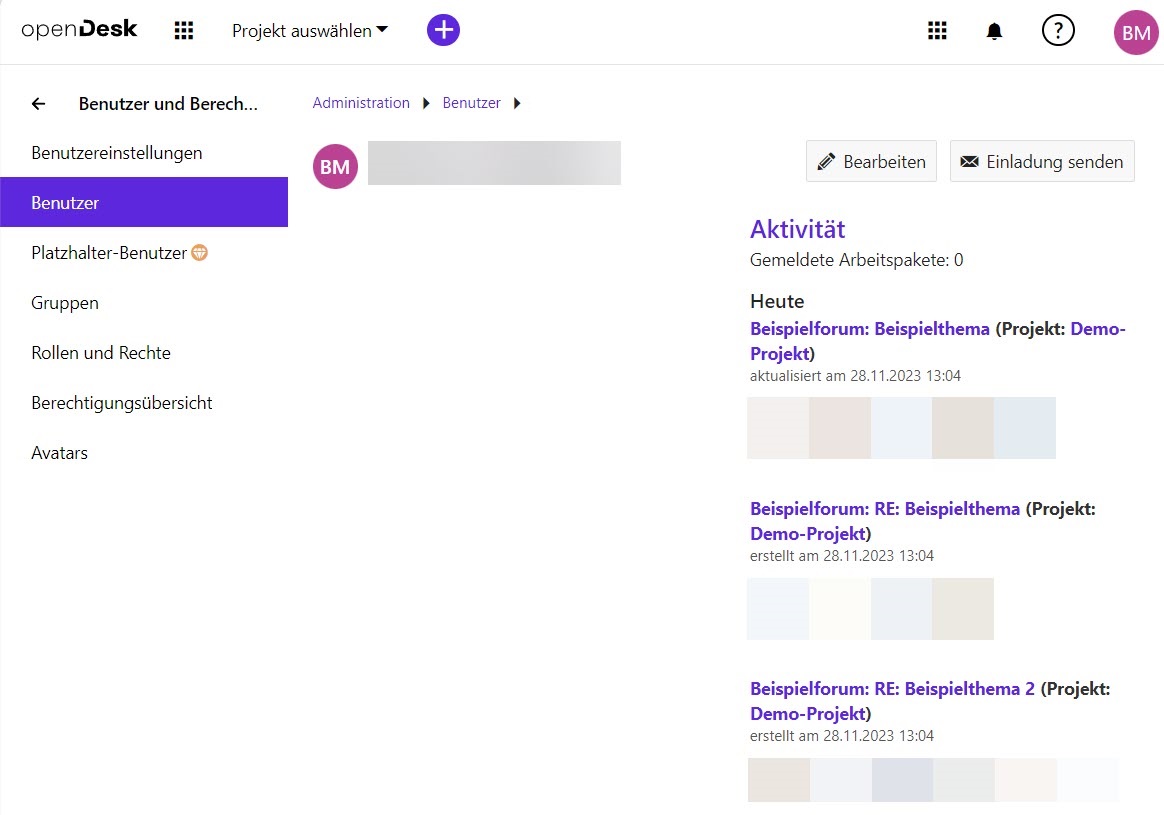 openDesk
Projekt auswählen
?
BM
Benutzer und Berech...
Administration
Benutzer
Benutzereinstellungen
BM
Bearbeiten
Einladung senden
Benutzer
Platzhalter-Benutzer
Gruppen
Rollen und Rechte
Berechtigungsübersicht
Avatars
Aktivität
Gemeldete Arbeitspakete: 0
Heute
Beispielforum: Beispielthema (Projekt: Demo-
Projekt)
aktualisiert am 28.11.2023 13:04
Beispielforum: RE: Beispielthema (Projekt:
Demo-Projekt)
erstellt am 28.11.2023 13:04
Beispielforum: RE: Beispielthema 2 (Projekt:
Demo-Projekt)
erstellt am 28.11.2023 13:04